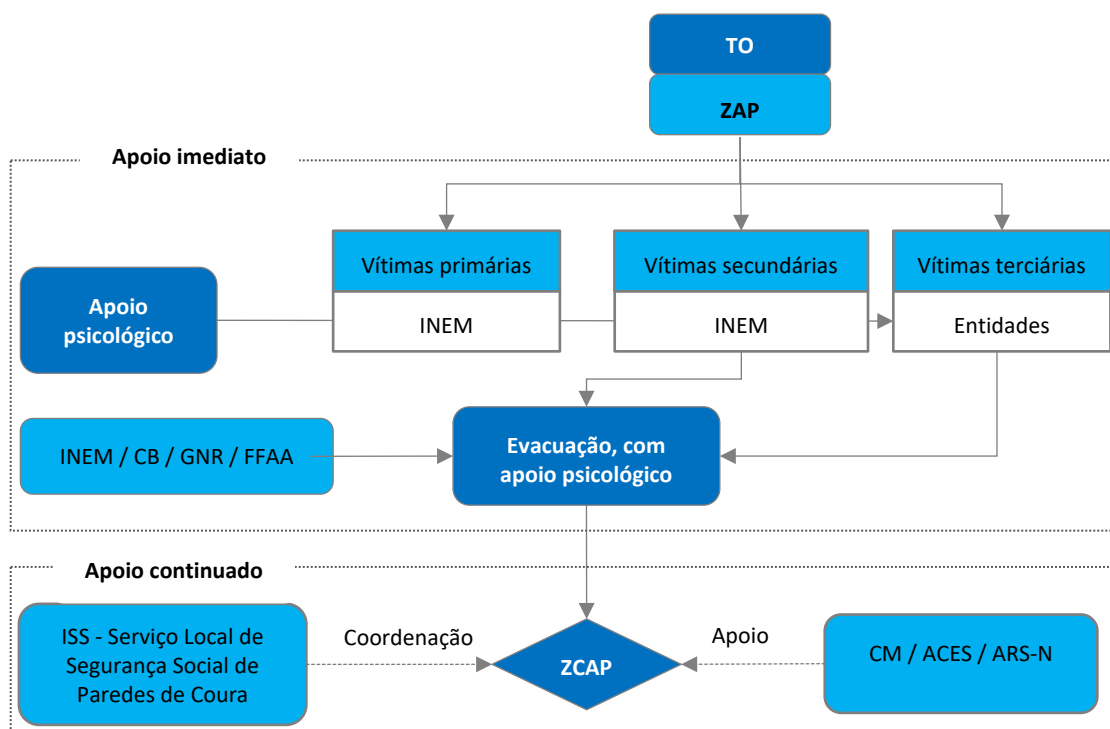 TO
ZAP
Apoio imediato
Vítimas primárias
Vítimas secundárias
Vítimas terciárias
Apoio
psicológico
INEM
INEM
Entidades
INEM / CB / GNR / FFAA
Evacuação, com
apoio psicológico
Apoio continuado
ISS - Serviço Local de
Segurança Social de
Paredes de Coura
Coordenação
ZCAP
Apoio
CM / ACES / ARS-N